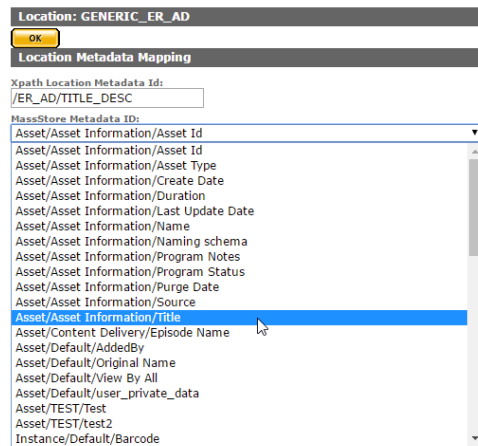 Location: GENERIC_ER_AD
OK
Location Metadata Mapping
Xpath Location Metadata Id:
/ER_AD/TITLE_DESC
MassStore Metadata ID:
Asset/Asset Information/Asset Id
Asset/Asset Information/Asset Id
Asset/Asset Information/Asset Type
Asset/Asset Information/Create Date
Asset/Asset Information/Duration
Asset/Asset Information/Last Update Date
Asset/Asset Information/Name
Asset/Asset Information/Naming schema
Asset/Asset Information/Program Notes
Asset/Asset Information/Program Status
Asset/Asset Information/Purge Date
Asset/Asset Information/Source
Asset/Asset Information/Title
Asset/Content Delivery/Episode Name
Asset/Default/AddedBy
Asset/Default/Original Name
Asset/Default/View By All
Asset/Default/user_private_data
Asset/TEST/Test
Asset/TEST/test2
Instance/Default/Barcode